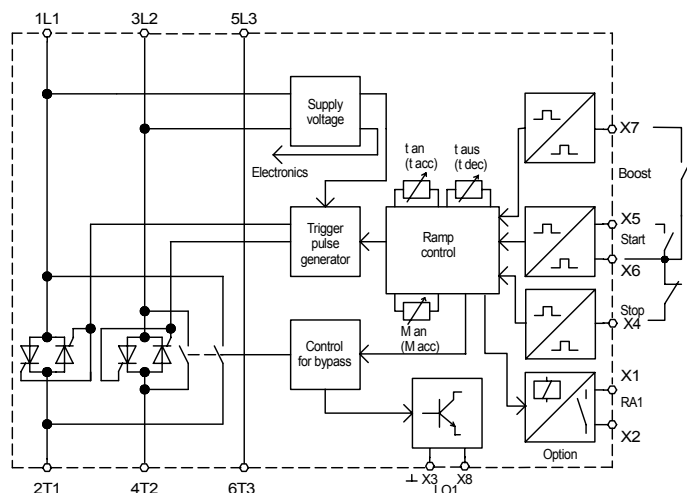 1L1 3L2 5L3
Supply
voltage
X7
t an
(t acc)
t aus
(t dec)
Electronics
Boost
X5
Start
Trigger
pulse
generator
Ramp
control
X6
Stop
X4
M an
(M acc)
Control
for bypass
X1
RA1
X2
Option
⊥ X3 X8
LO1
2T1 4T2 6T3